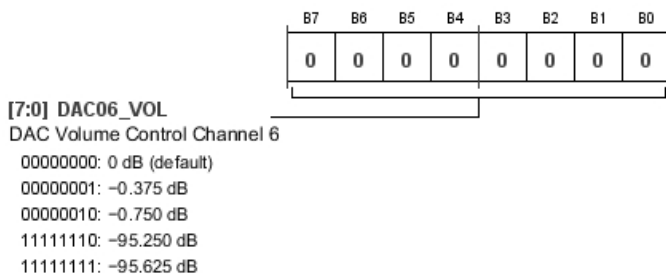 B7 B6 B5 B4 B3 B2 B1 B0
0 0 0 0 0 0 0 0
[7:0] DAC06_VOL
DAC Volume Control Channel 6
00000000: 0 dB (default)
00000001: −0.375 dB
00000010: −0.750 dB
11111110: −95.250 dB
11111111: −95.625 dB